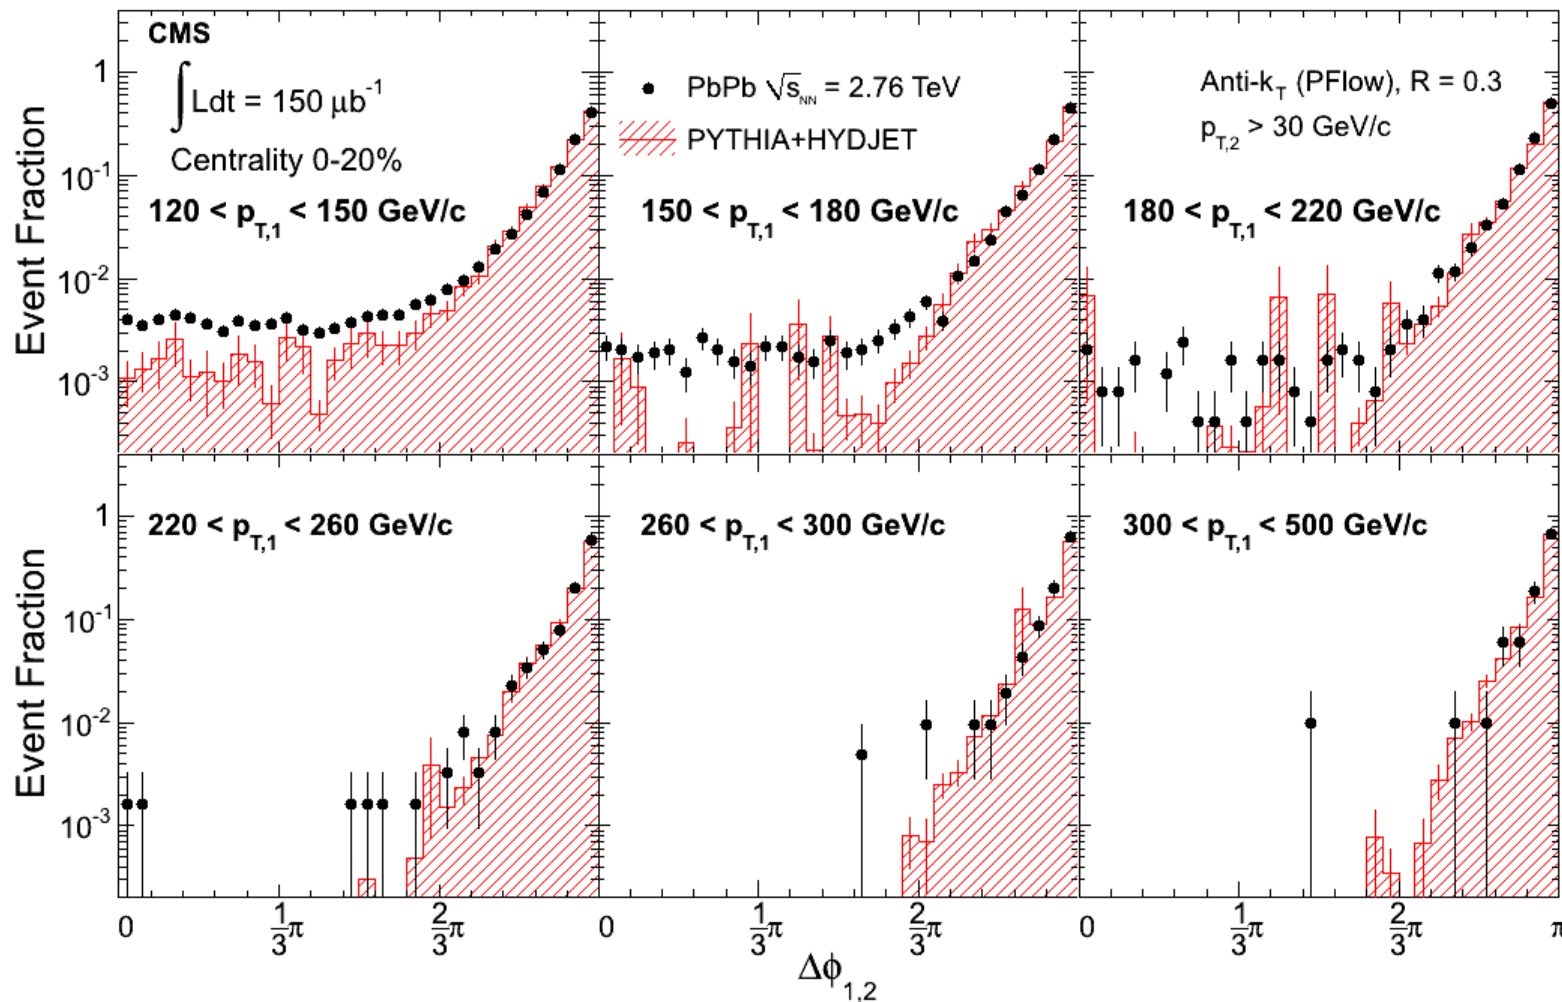 CMS
∫Ldt = 150 μb⁻¹
Centrality 0-20%
120 < p_T,1 < 150 GeV/c
PbPb √s_NN = 2.76 TeV
PYTHIA+HYDJET
150 < p_T,1 < 180 GeV/c
Anti-k_T (PFlow), R = 0.3
p_T,2 > 30 GeV/c
180 < p_T,1 < 220 GeV/c
Event Fraction
1
10⁻¹
10⁻²
10⁻³
220 < p_T,1 < 260 GeV/c
260 < p_T,1 < 300 GeV/c
300 < p_T,1 < 500 GeV/c
Event Fraction
1
10⁻¹
10⁻²
10⁻³
0 1/3π 2/3π 0 1/3π 2/3π 0 1/3π 2/3π π
Δϕ_1,2